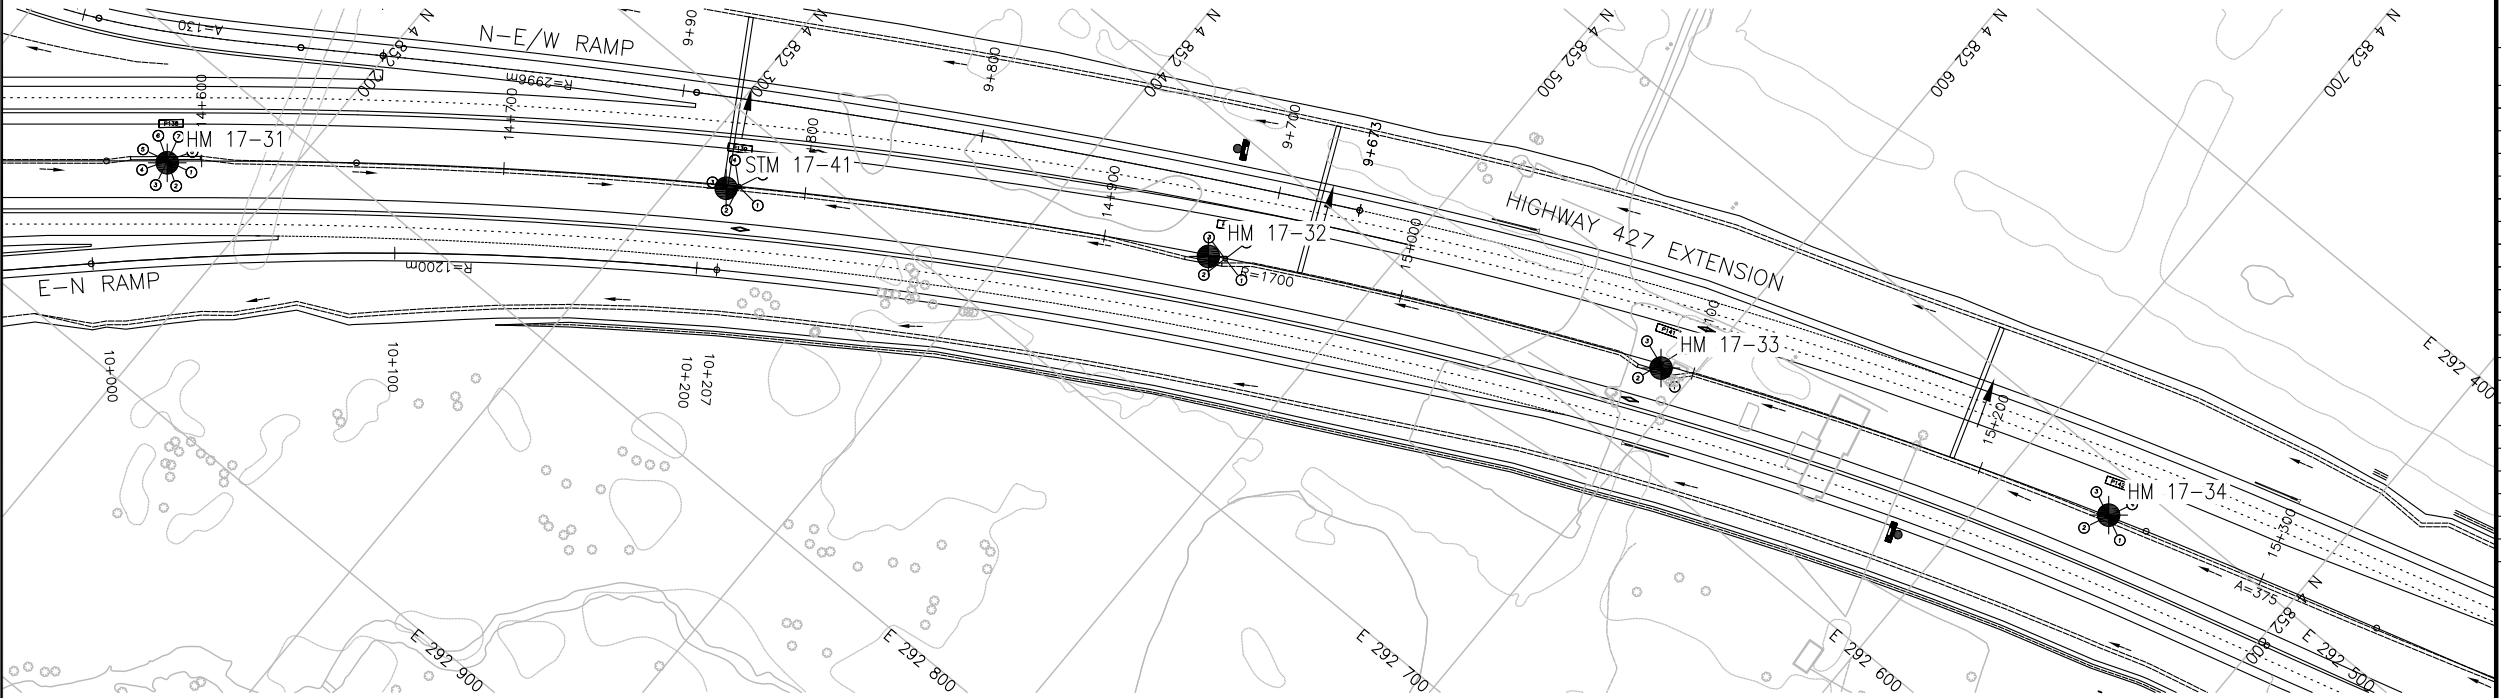 N 4 852 200
N 4 852 300
N 4 852 400
N 4 852 500
N 4 852 600
N 4 852 700
A=130
N-E/W RAMP
R=2996m
9+800
9+700
9+673
14+600
14+700
14+900
15+000
HM 17-31
STM 17-41
HM 17-32
R=1700
HIGHWAY 427 EXTENSION
E-N RAMP
R=1200m
HM 17-33
10+000
10+100
10+200
10+207
E 292 400
15+200
HM 17-34
15+300
A=375
N 4 852 800
E 292 900
E 292 800
E 292 700
E 292 600
E 292 500